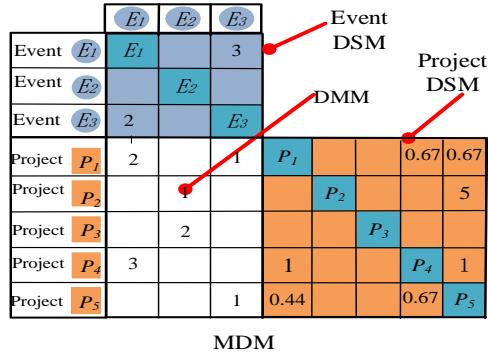 E1 E2 E3
Event E1 E1 3
Event E2 E2
Event E3 2 E3
Event DSM
Project DSM
DMM
Project P1 2 1 P1 0.67 0.67
Project P2 1 P2 5
Project P3 2 P3
Project P4 3 1 P4 1
Project P5 1 0.44 0.67 P5
MDM